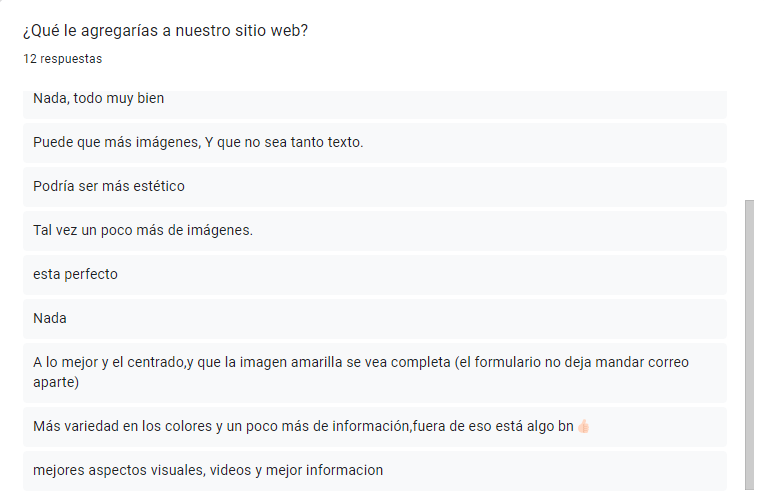 ¿Qué le agregarías a nuestro sitio web?
12 respuestas
Nada, todo muy bien
Puede que más imágenes, Y que no sea tanto texto.
Podría ser más estético
Tal vez un poco más de imágenes.
esta perfecto
Nada
A lo mejor y el centrado,y que la imagen amarilla se vea completa (el formulario no deja mandar correo
aparte)
Más variedad en los colores y un poco más de información,fuera de eso está algo bn👍🏻
mejores aspectos visuales, videos y mejor informacion